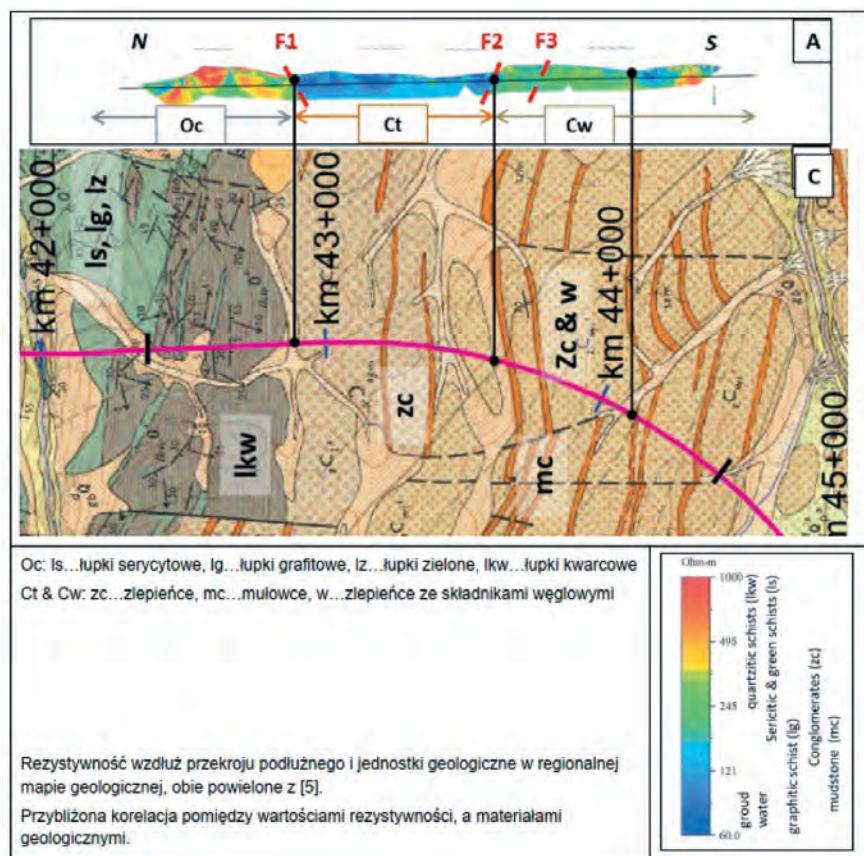 N F1 F2 F3 S A
Oc Ct Cw
C
km 42+000
ls, lg, lz
lkw
km 43+000
zc
mc
Zc & w
km 44+000
km 45+000
Oc: ls...łupki serycytowe, lg...łupki grafitowe, lz...łupki zielone, lkw...łupki kwarcowe
Ct & Cw: zc...zlepieńce, mc...mułowce, w...zlepieńce ze składnikami węglowymi
Rezystywność wzdłuż przekroju podłużnego i jednostki geologiczne w regionalnej
mapie geologicznej, obie powielone z [5].
Przybliżona korelacja pomiędzy wartościami rezystywności, a materiałami
geologicznymi.
Ohm-m
1000
495
245
121
60.0
groud
water
quartzitic schists (lkw)
Sericitic & green schists (ls)
graphitic schist (lg)
Conglomerates (zc)
mudstone (mc)